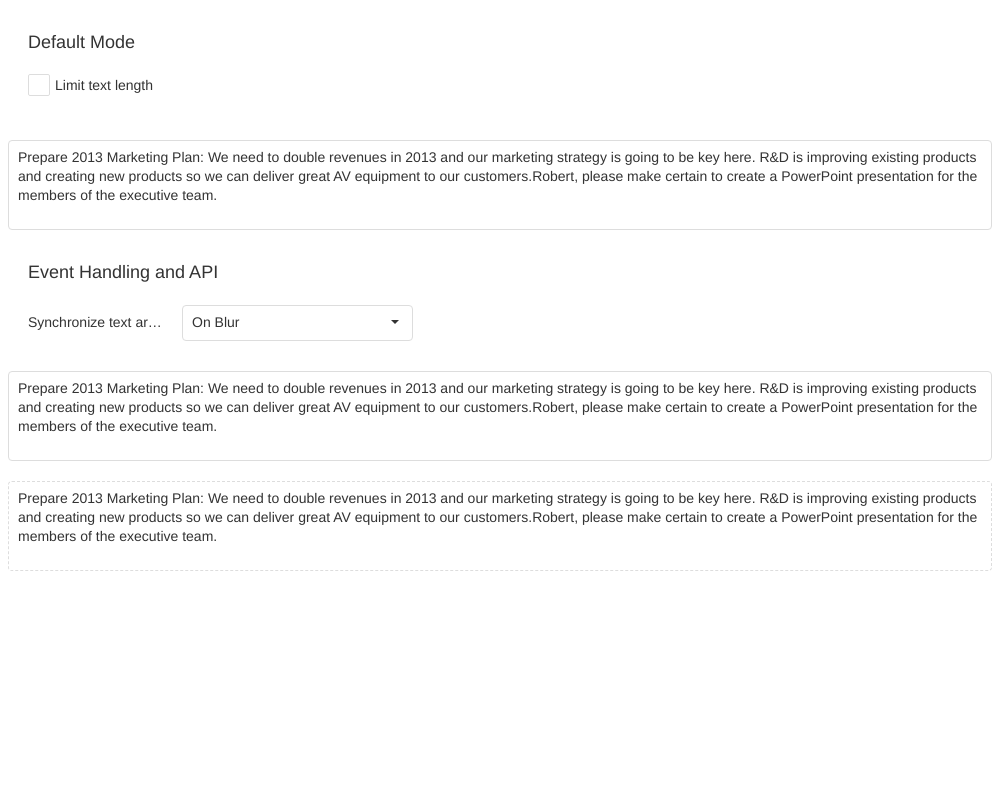 Default Mode
Limit text length
Prepare 2013 Marketing Plan: We need to double revenues in 2013 and our marketing strategy is going to be key here. R&D is improving existing products
and creating new products so we can deliver great AV equipment to our customers.Robert, please make certain to create a PowerPoint presentation for the
members of the executive team.
Event Handling and API
Synchronize text ar…
On Blur
Prepare 2013 Marketing Plan: We need to double revenues in 2013 and our marketing strategy is going to be key here. R&D is improving existing products
and creating new products so we can deliver great AV equipment to our customers.Robert, please make certain to create a PowerPoint presentation for the
members of the executive team.
Prepare 2013 Marketing Plan: We need to double revenues in 2013 and our marketing strategy is going to be key here. R&D is improving existing products
and creating new products so we can deliver great AV equipment to our customers.Robert, please make certain to create a PowerPoint presentation for the
members of the executive team.